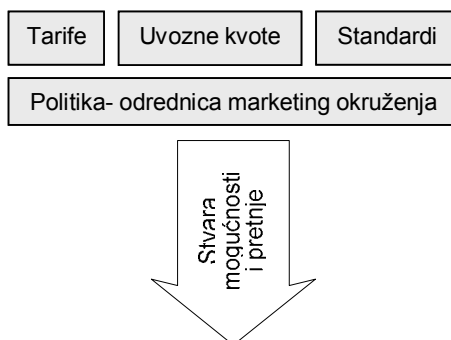 Tarife
Uvozne kvote
Standardi
Politika- odrednica marketing okruženja
Stvara
mogućnosti
i pretnje